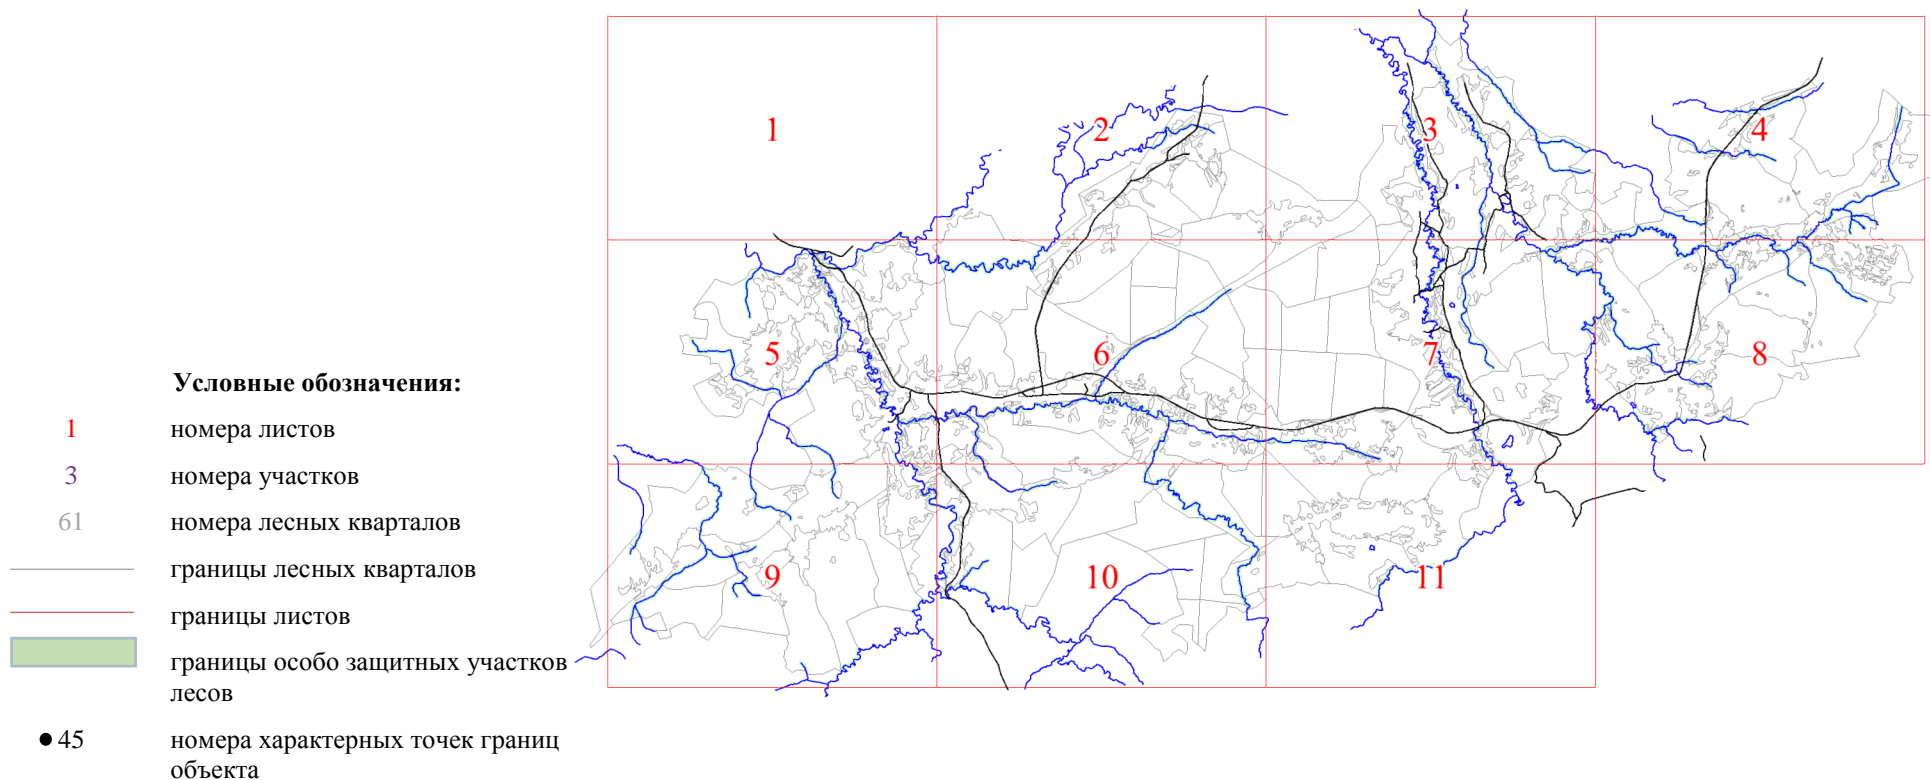 1
2
3
4
5
6
7
8
9
10
11
Условные обозначения:
1 номера листов
3 номера участков
61 номера лесных кварталов
границы лесных кварталов
границы листов
границы особо защитных участков
лесов
45 номера характерных точек границ
объекта